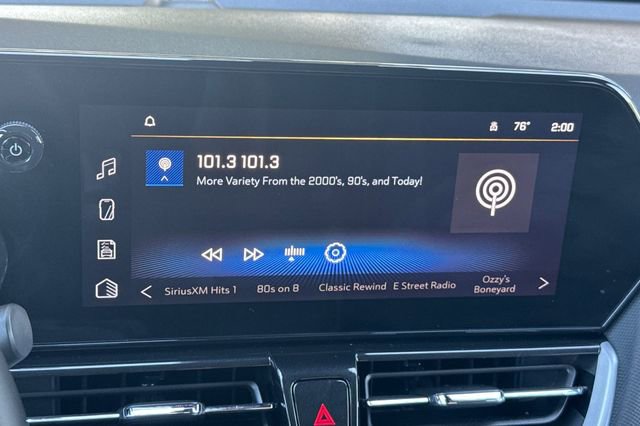 76° 2:00
101.3 101.3
More Variety From the 2000's, 90's, and Today!
SiriusXM Hits 1 80s on 8 Classic Rewind E Street Radio Ozzy's
Boneyard